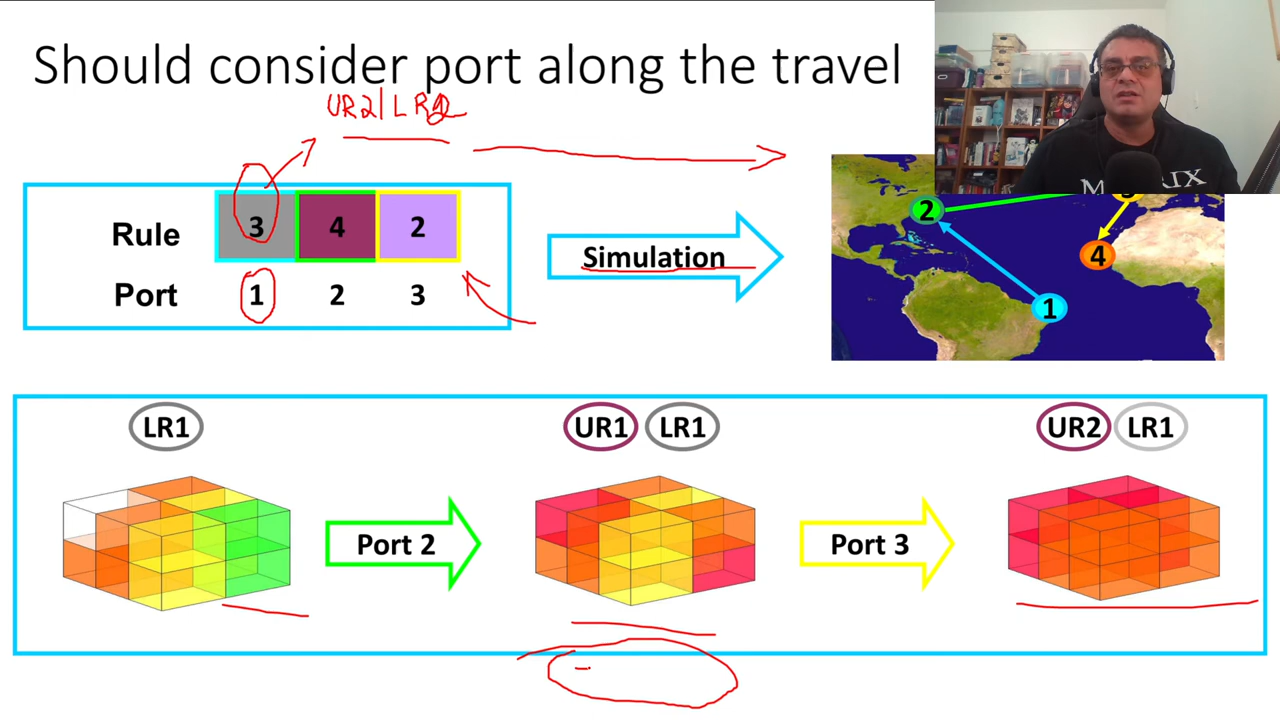 Should consider port along the travel
UR2/LR2
Rule 3 4 2
Port 1 2 3
Simulation
2
3
4
1
LR1
UR1 LR1
UR2 LR1
Port 2
Port 3